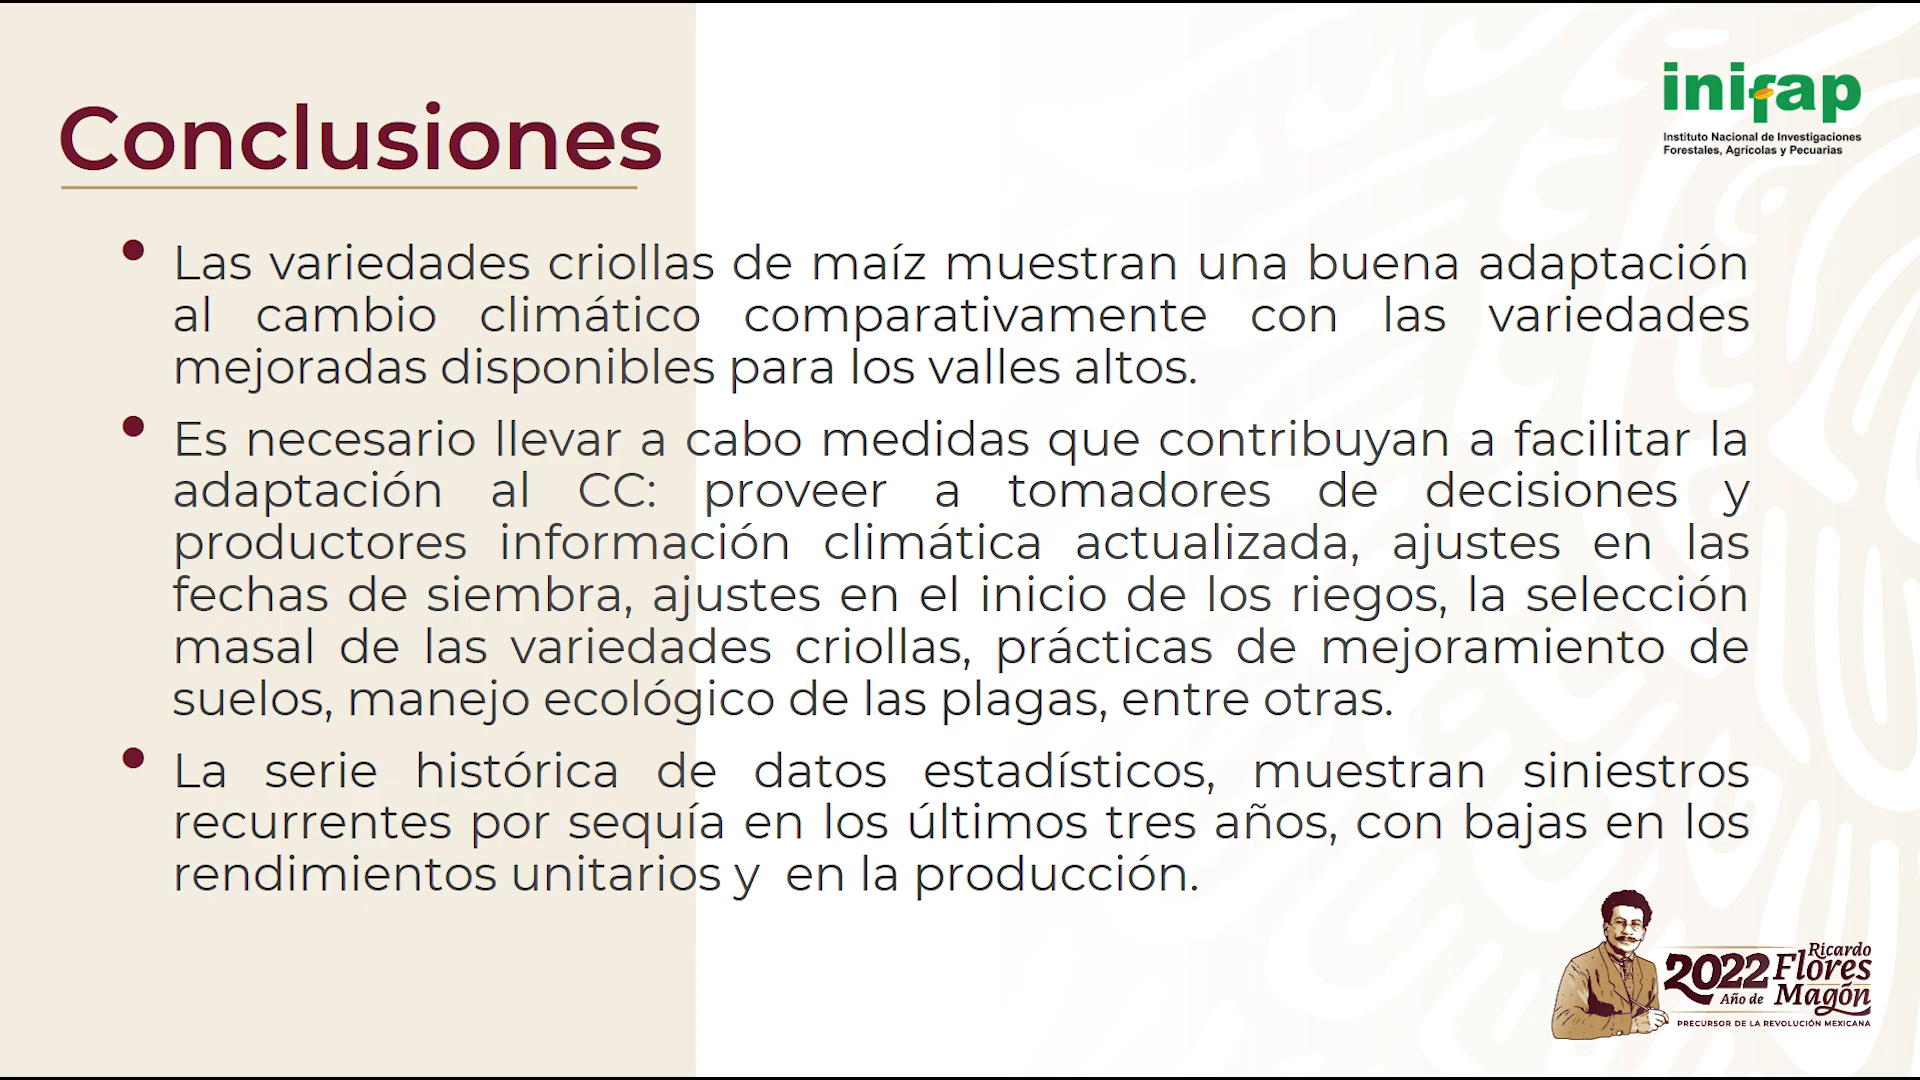 Conclusiones
inifap
Instituto Nacional de Investigaciones
Forestales, Agrícolas y Pecuarias
• Las variedades criollas de maíz muestran una buena adaptación
al cambio climático comparativamente con las variedades
mejoradas disponibles para los valles altos.
• Es necesario llevar a cabo medidas que contribuyan a facilitar la
adaptación al CC: proveer a tomadores de decisiones y
productores información climática actualizada, ajustes en las
fechas de siembra, ajustes en el inicio de los riegos, la selección
masal de las variedades criollas, prácticas de mejoramiento de
suelos, manejo ecológico de las plagas, entre otras.
• La serie histórica de datos estadísticos, muestran siniestros
recurrentes por sequía en los últimos tres años, con bajas en los
rendimientos unitarios y  en la producción.
2022
Año de
Ricardo
Flores
Magón
PRECURSOR DE LA REVOLUCIÓN MEXICANA